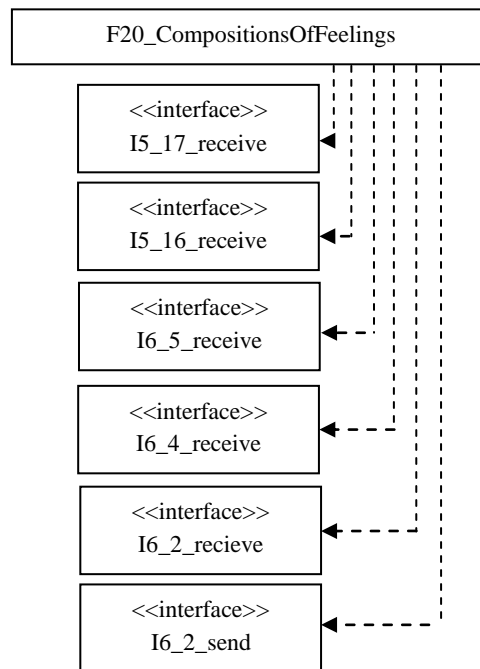 F20_CompositionsOfFeelings
<<interface>>
I5_17_receive
<<interface>>
I5_16_receive
<<interface>>
I6_5_receive
<<interface>>
I6_4_receive
<<interface>>
I6_2_recieve
<<interface>>
I6_2_send